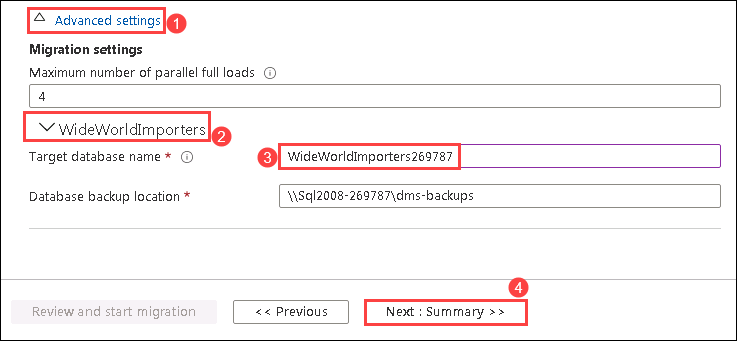 Advanced settings 1
Migration settings
Maximum number of parallel full loads
4
WideWorldImporters 2
Target database name * 3 WideWorldImporters269787
Database backup location * \\Sql2008-269787\dms-backups
4
Review and start migration << Previous Next : Summary >>